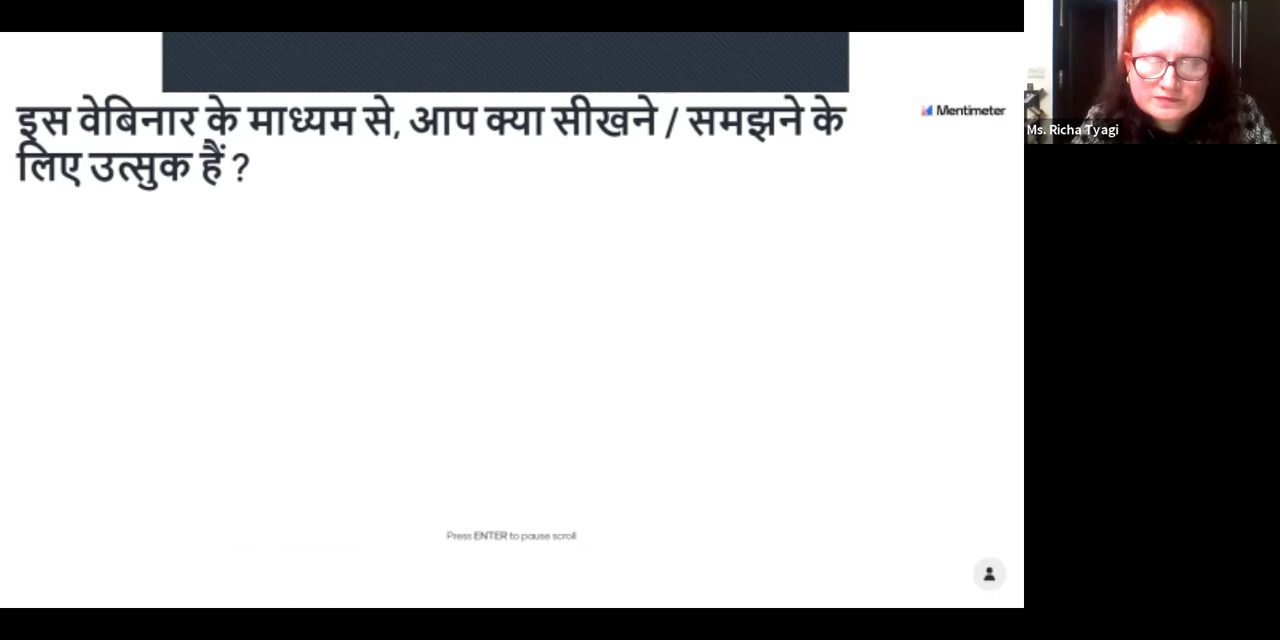 इस वेबिनार के माध्यम से, आप क्या सीखने / समझने के
लिए उत्सुक हैं ?
Mentimeter
Ms. Richa Tyagi
Press ENTER to pause scroll